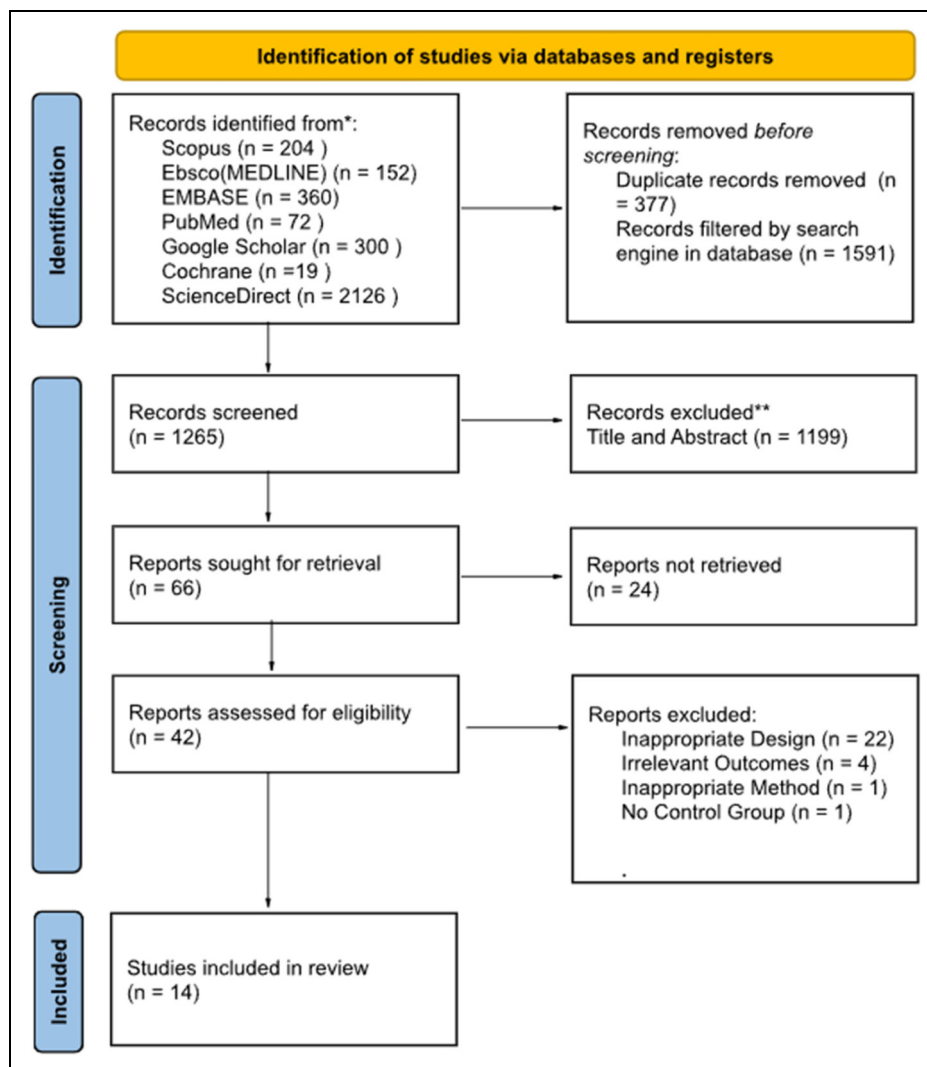 Identification of studies via databases and registers
Identification
Records identified from*:
Scopus (n = 204 )
Ebsco(MEDLINE) (n = 152)
EMBASE (n = 360)
PubMed (n = 72 )
Google Scholar (n = 300 )
Cochrane (n =19 )
ScienceDirect (n = 2126 )
Records removed before
screening:
Duplicate records removed (n
= 377)
Records filtered by search
engine in database (n = 1591)
Screening
Records screened
(n = 1265)
Records excluded**
Title and Abstract (n = 1199)
Reports sought for retrieval
(n = 66)
Reports not retrieved
(n = 24)
Reports assessed for eligibility
(n = 42)
Reports excluded:
Inappropriate Design (n = 22)
Irrelevant Outcomes (n = 4)
Inappropriate Method (n = 1)
No Control Group (n = 1)
.
Included
Studies included in review
(n = 14)